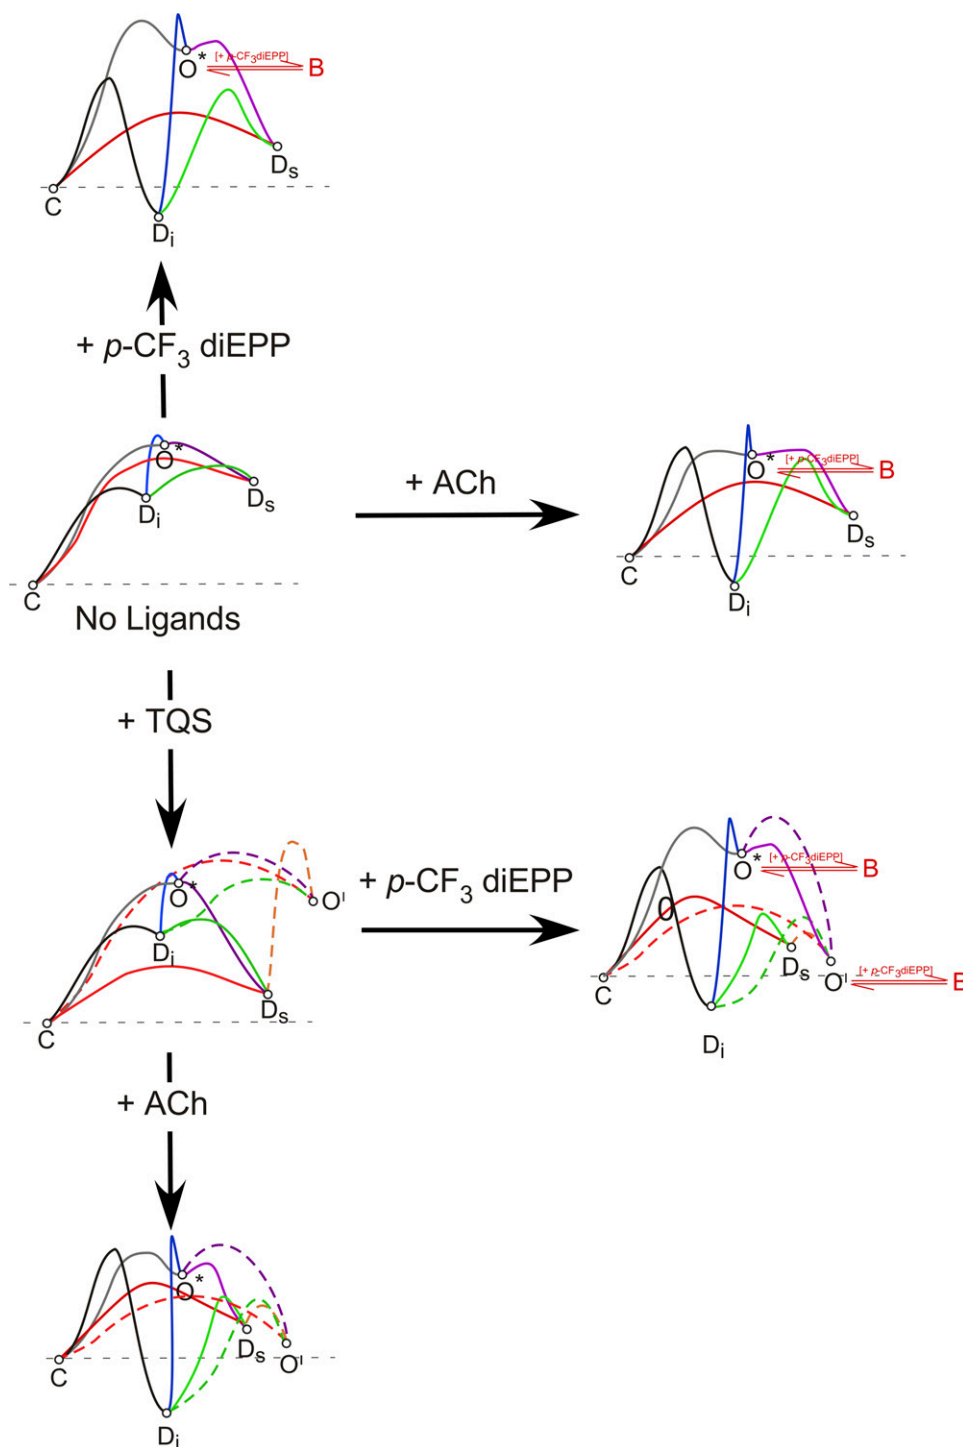 O* [+ p-CF3diEPP] B
Ds
C
Di
+ p-CF3 diEPP
O*
Di
Ds
C
No Ligands
+ ACh
O* [+ p-CF3diEPP] B
Ds
C
Di
+ TQS
O*
O'
Di
Ds
C
+ p-CF3 diEPP
O* [+ p-CF3diEPP] B
0
Ds
C
O' [+ p-CF3diEPP] B
Di
+ ACh
O*
Ds
O'
C
Di